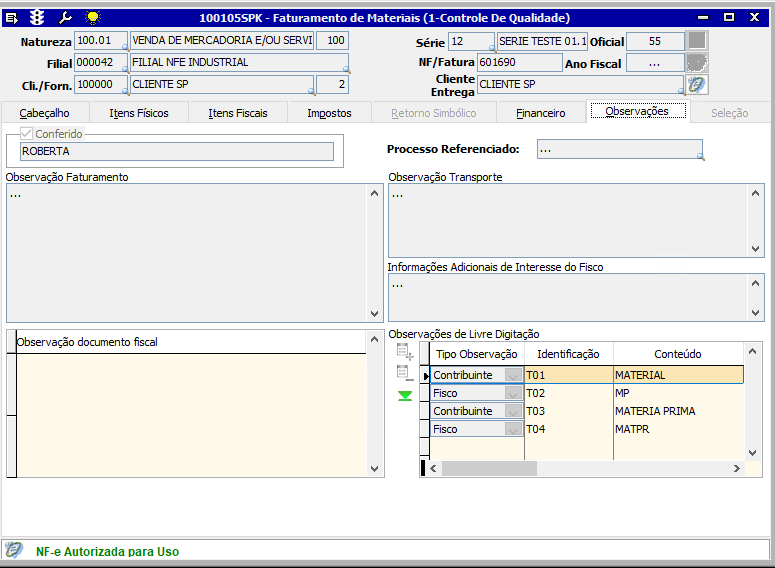 100105SPK - Faturamento de Materiais (1-Controle De Qualidade)
Natureza 100.01 VENDA DE MERCADORIA E/OU SERVI 100 Série 12 SERIE TESTE 01.1 Oficial 55
Filial 000042 FILIAL NFE INDUSTRIAL NF/Fatura 601690 Ano Fiscal ...
Cli./Forn. 100000 CLIENTE SP 2 Cliente Entrega CLIENTE SP
Cabeçalho Itens Físicos Itens Fiscais Impostos Retorno Simbólico Financeiro Observações Seleção
Conferido
ROBERTA
Processo Referenciado: ...
Observação Faturamento
...
Observação Transporte
...
Informações Adicionais de Interesse do Fisco
...
Observação documento fiscal
Observações de Livre Digitação
Tipo Observação Identificação Conteúdo
Contribuinte T01 MATERIAL
Fisco T02 MP
Contribuinte T03 MATERIA PRIMA
Fisco T04 MATPR
NF-e Autorizada para Uso